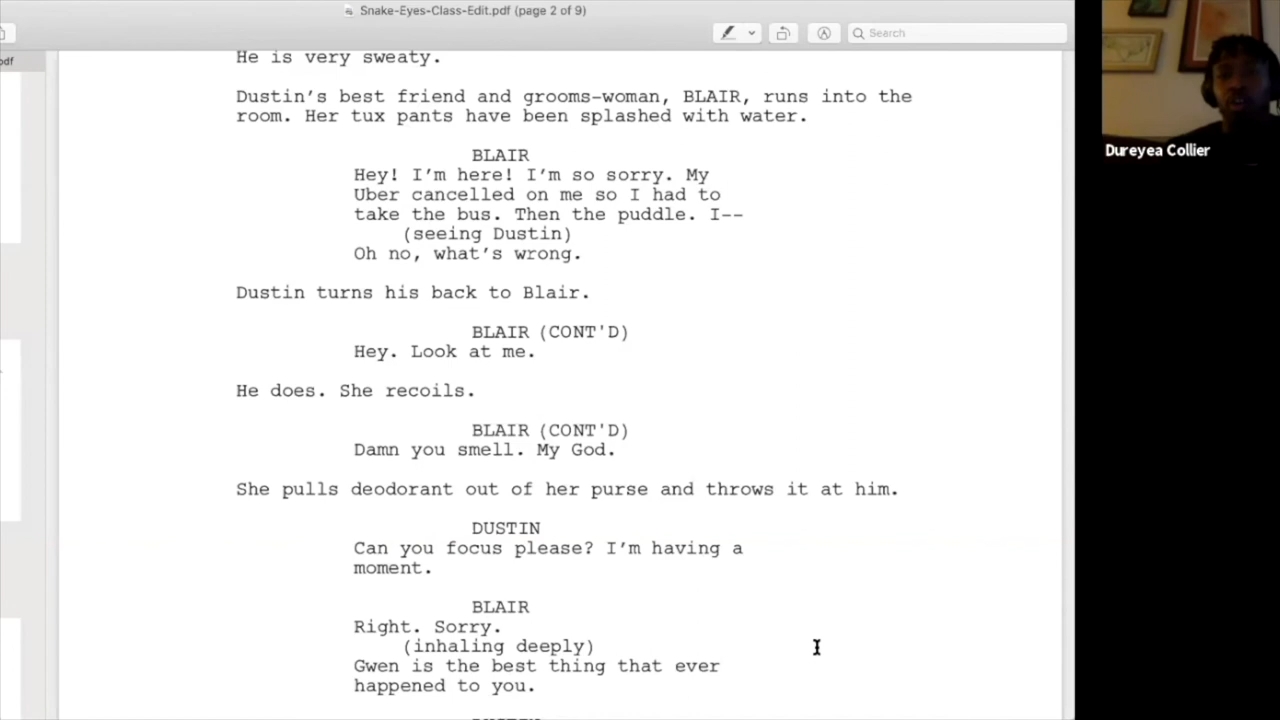 Snake-Eyes-Class-Edit.pdf (page 2 of 9)
Search
pdf
He is very sweaty.
Dustin’s best friend and grooms-woman, BLAIR, runs into the
room. Her tux pants have been splashed with water.
BLAIR
Hey! I’m here! I’m so sorry. My
Uber cancelled on me so I had to
take the bus. Then the puddle. I--
(seeing Dustin)
Oh no, what’s wrong.
Dustin turns his back to Blair.
BLAIR (CONT'D)
Hey. Look at me.
He does. She recoils.
BLAIR (CONT'D)
Damn you smell. My God.
She pulls deodorant out of her purse and throws it at him.
DUSTIN
Can you focus please? I’m having a
moment.
BLAIR
Right. Sorry.
(inhaling deeply)
Gwen is the best thing that ever
happened to you.
Dureyea Collier